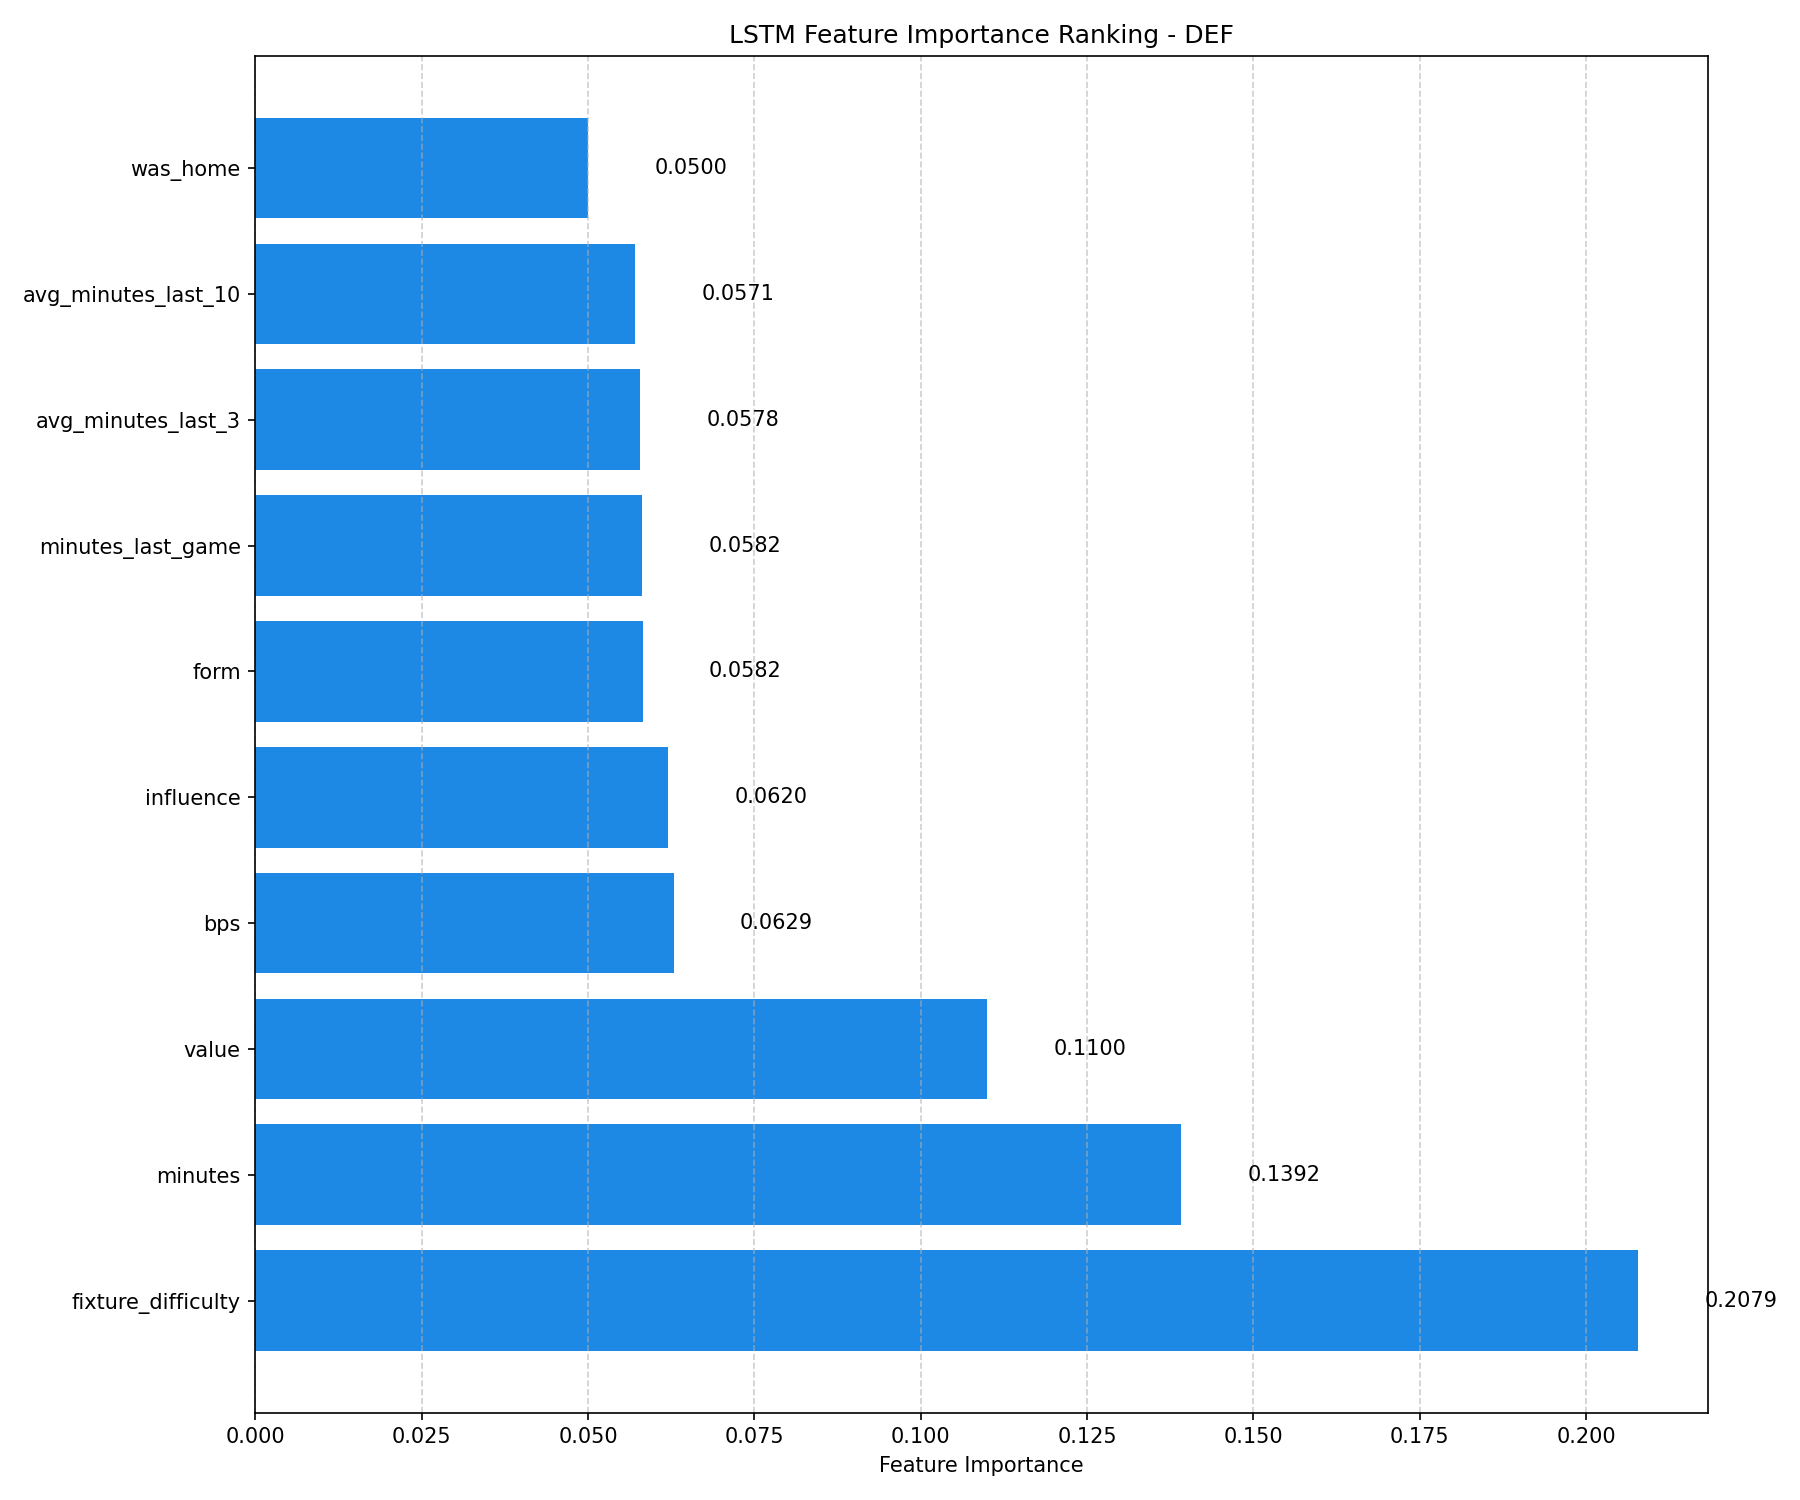 LSTM Feature Importance Ranking - DEF
was_home 0.0500
avg_minutes_last_10 0.0571
avg_minutes_last_3 0.0578
minutes_last_game 0.0582
form 0.0582
influence 0.0620
bps 0.0629
value 0.1100
minutes 0.1392
fixture_difficulty 0.2079
0.000 0.025 0.050 0.075 0.100 0.125 0.150 0.175 0.200
Feature Importance